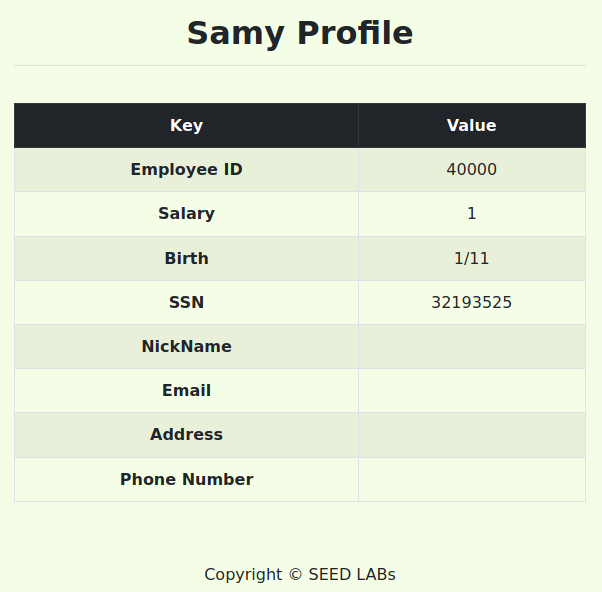 Samy Profile
Key Value
Employee ID 40000
Salary 1
Birth 1/11
SSN 32193525
NickName
Email
Address
Phone Number
Copyright © SEED LABs